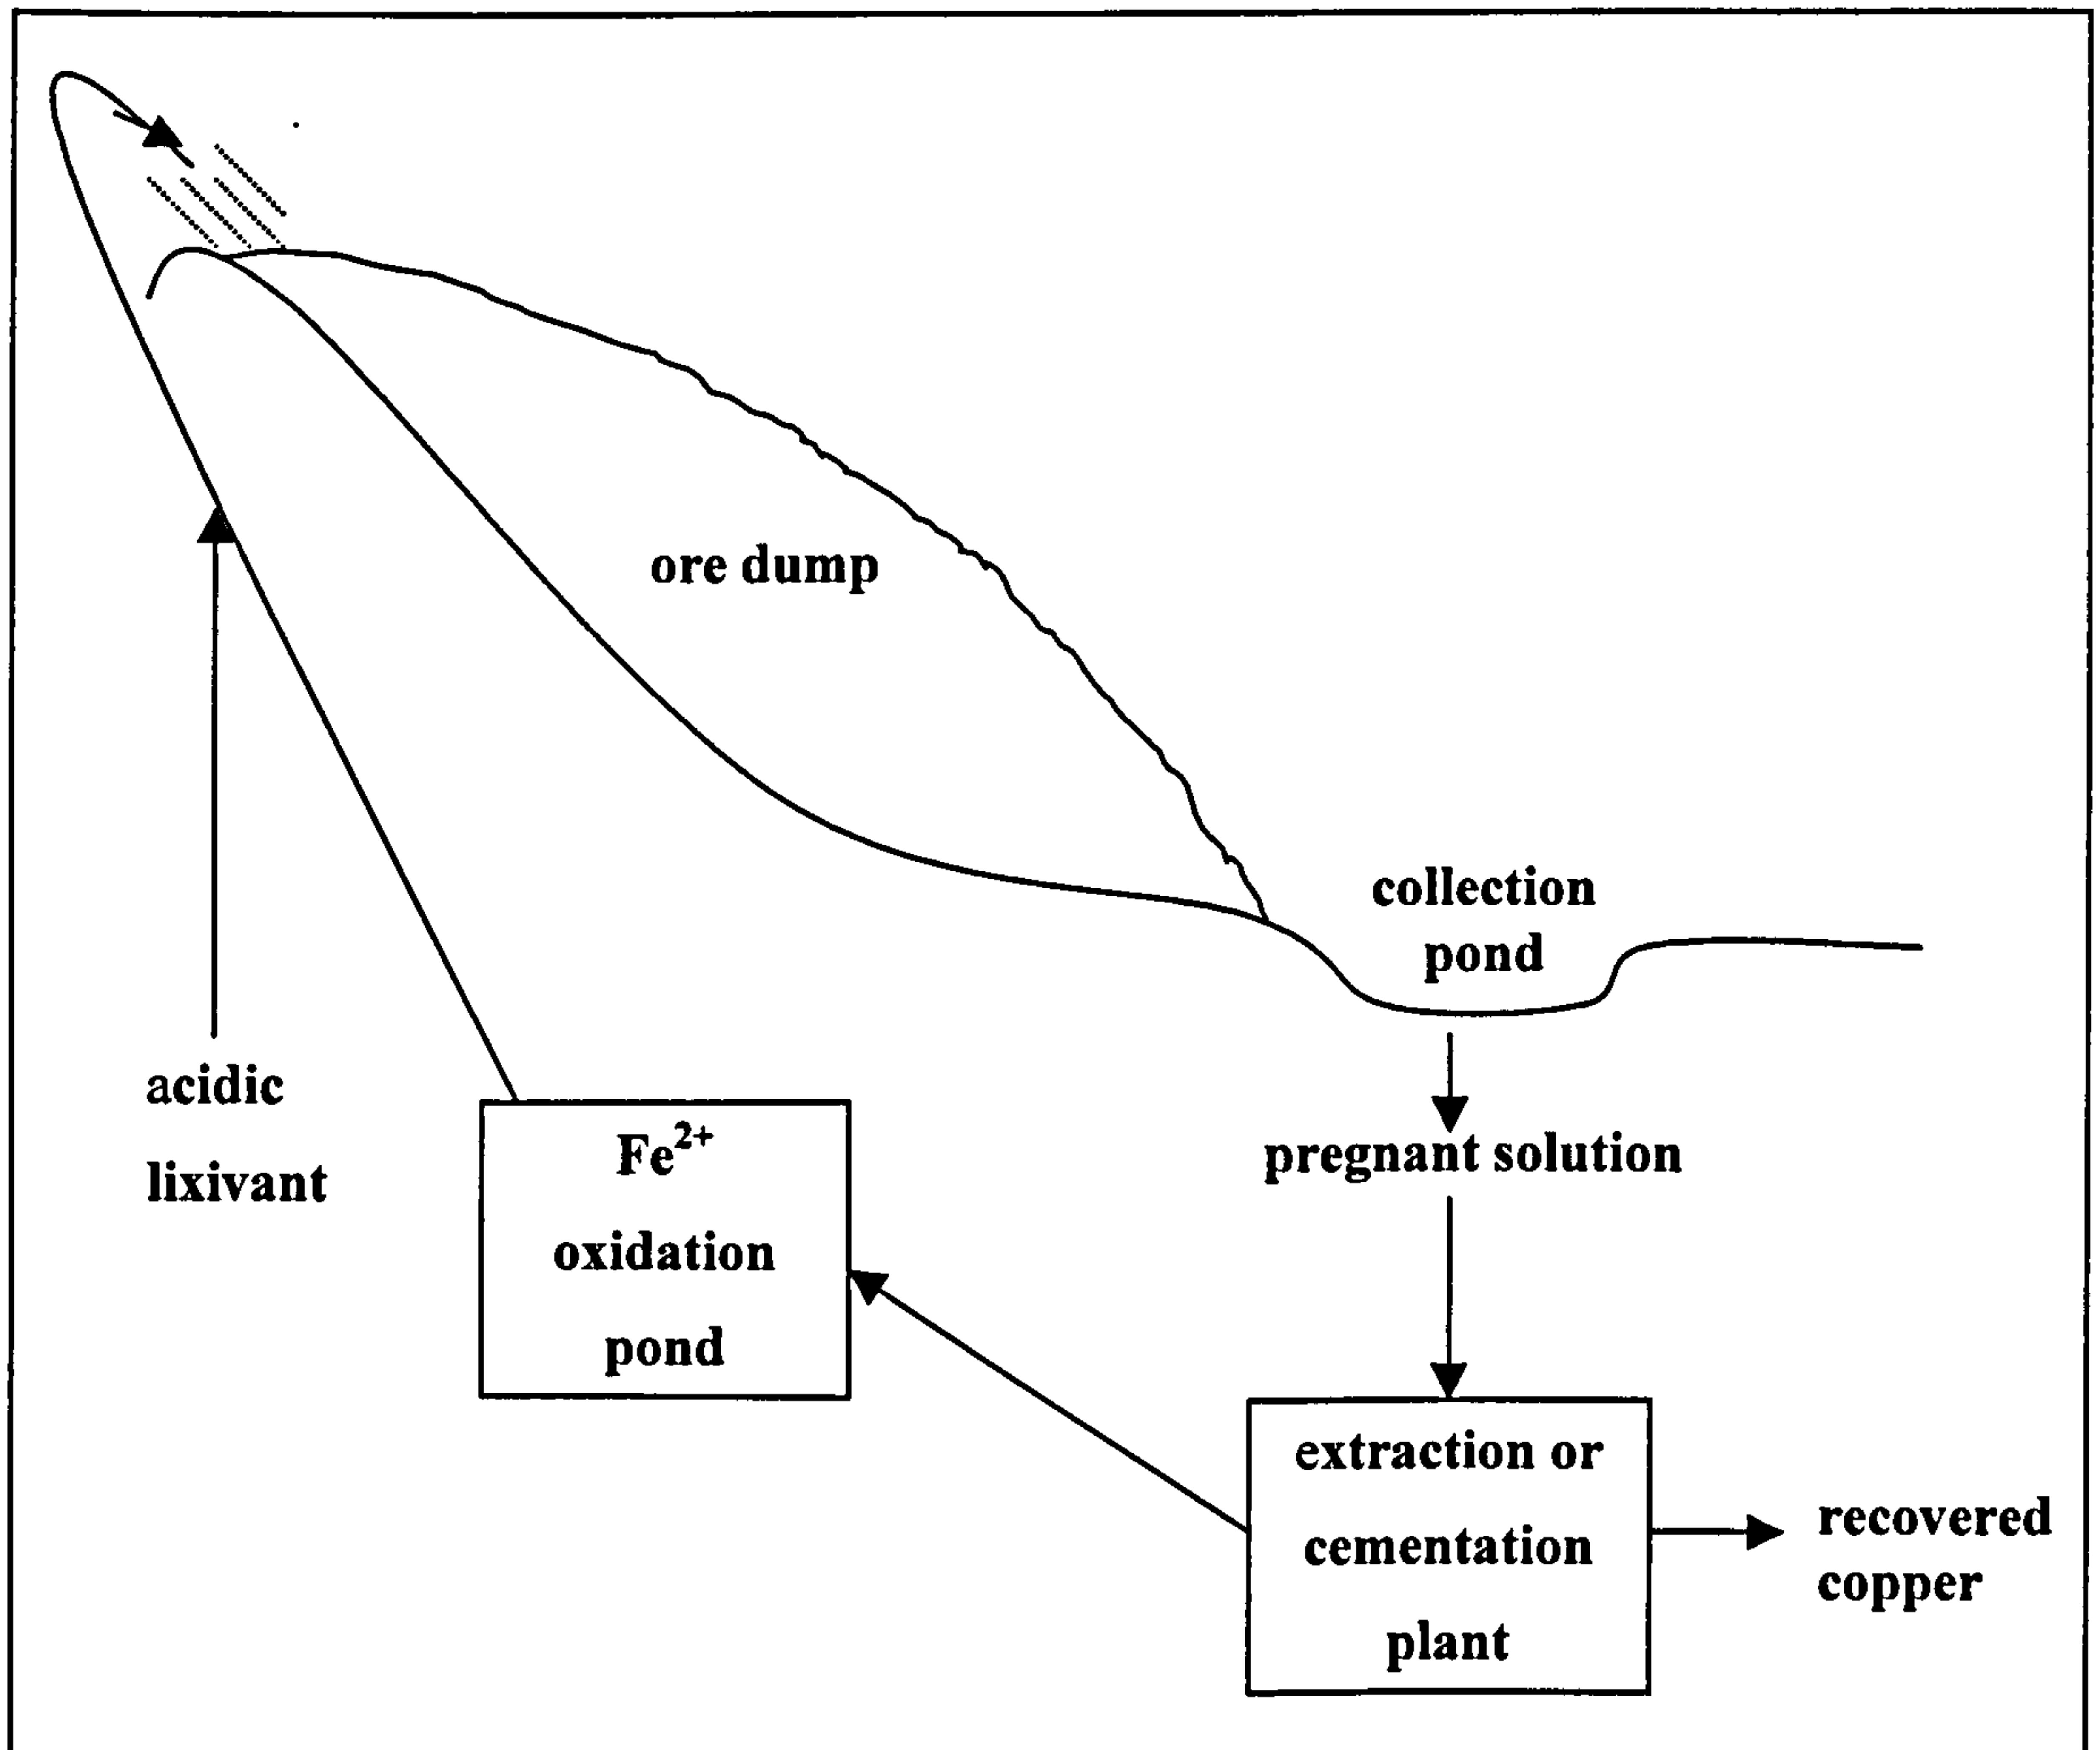 ore dump
collection
pond
acidic
lixivant
Fe2+
oxidation
pond
pregnant solution
extraction or
cementation
plant
recovered
copper